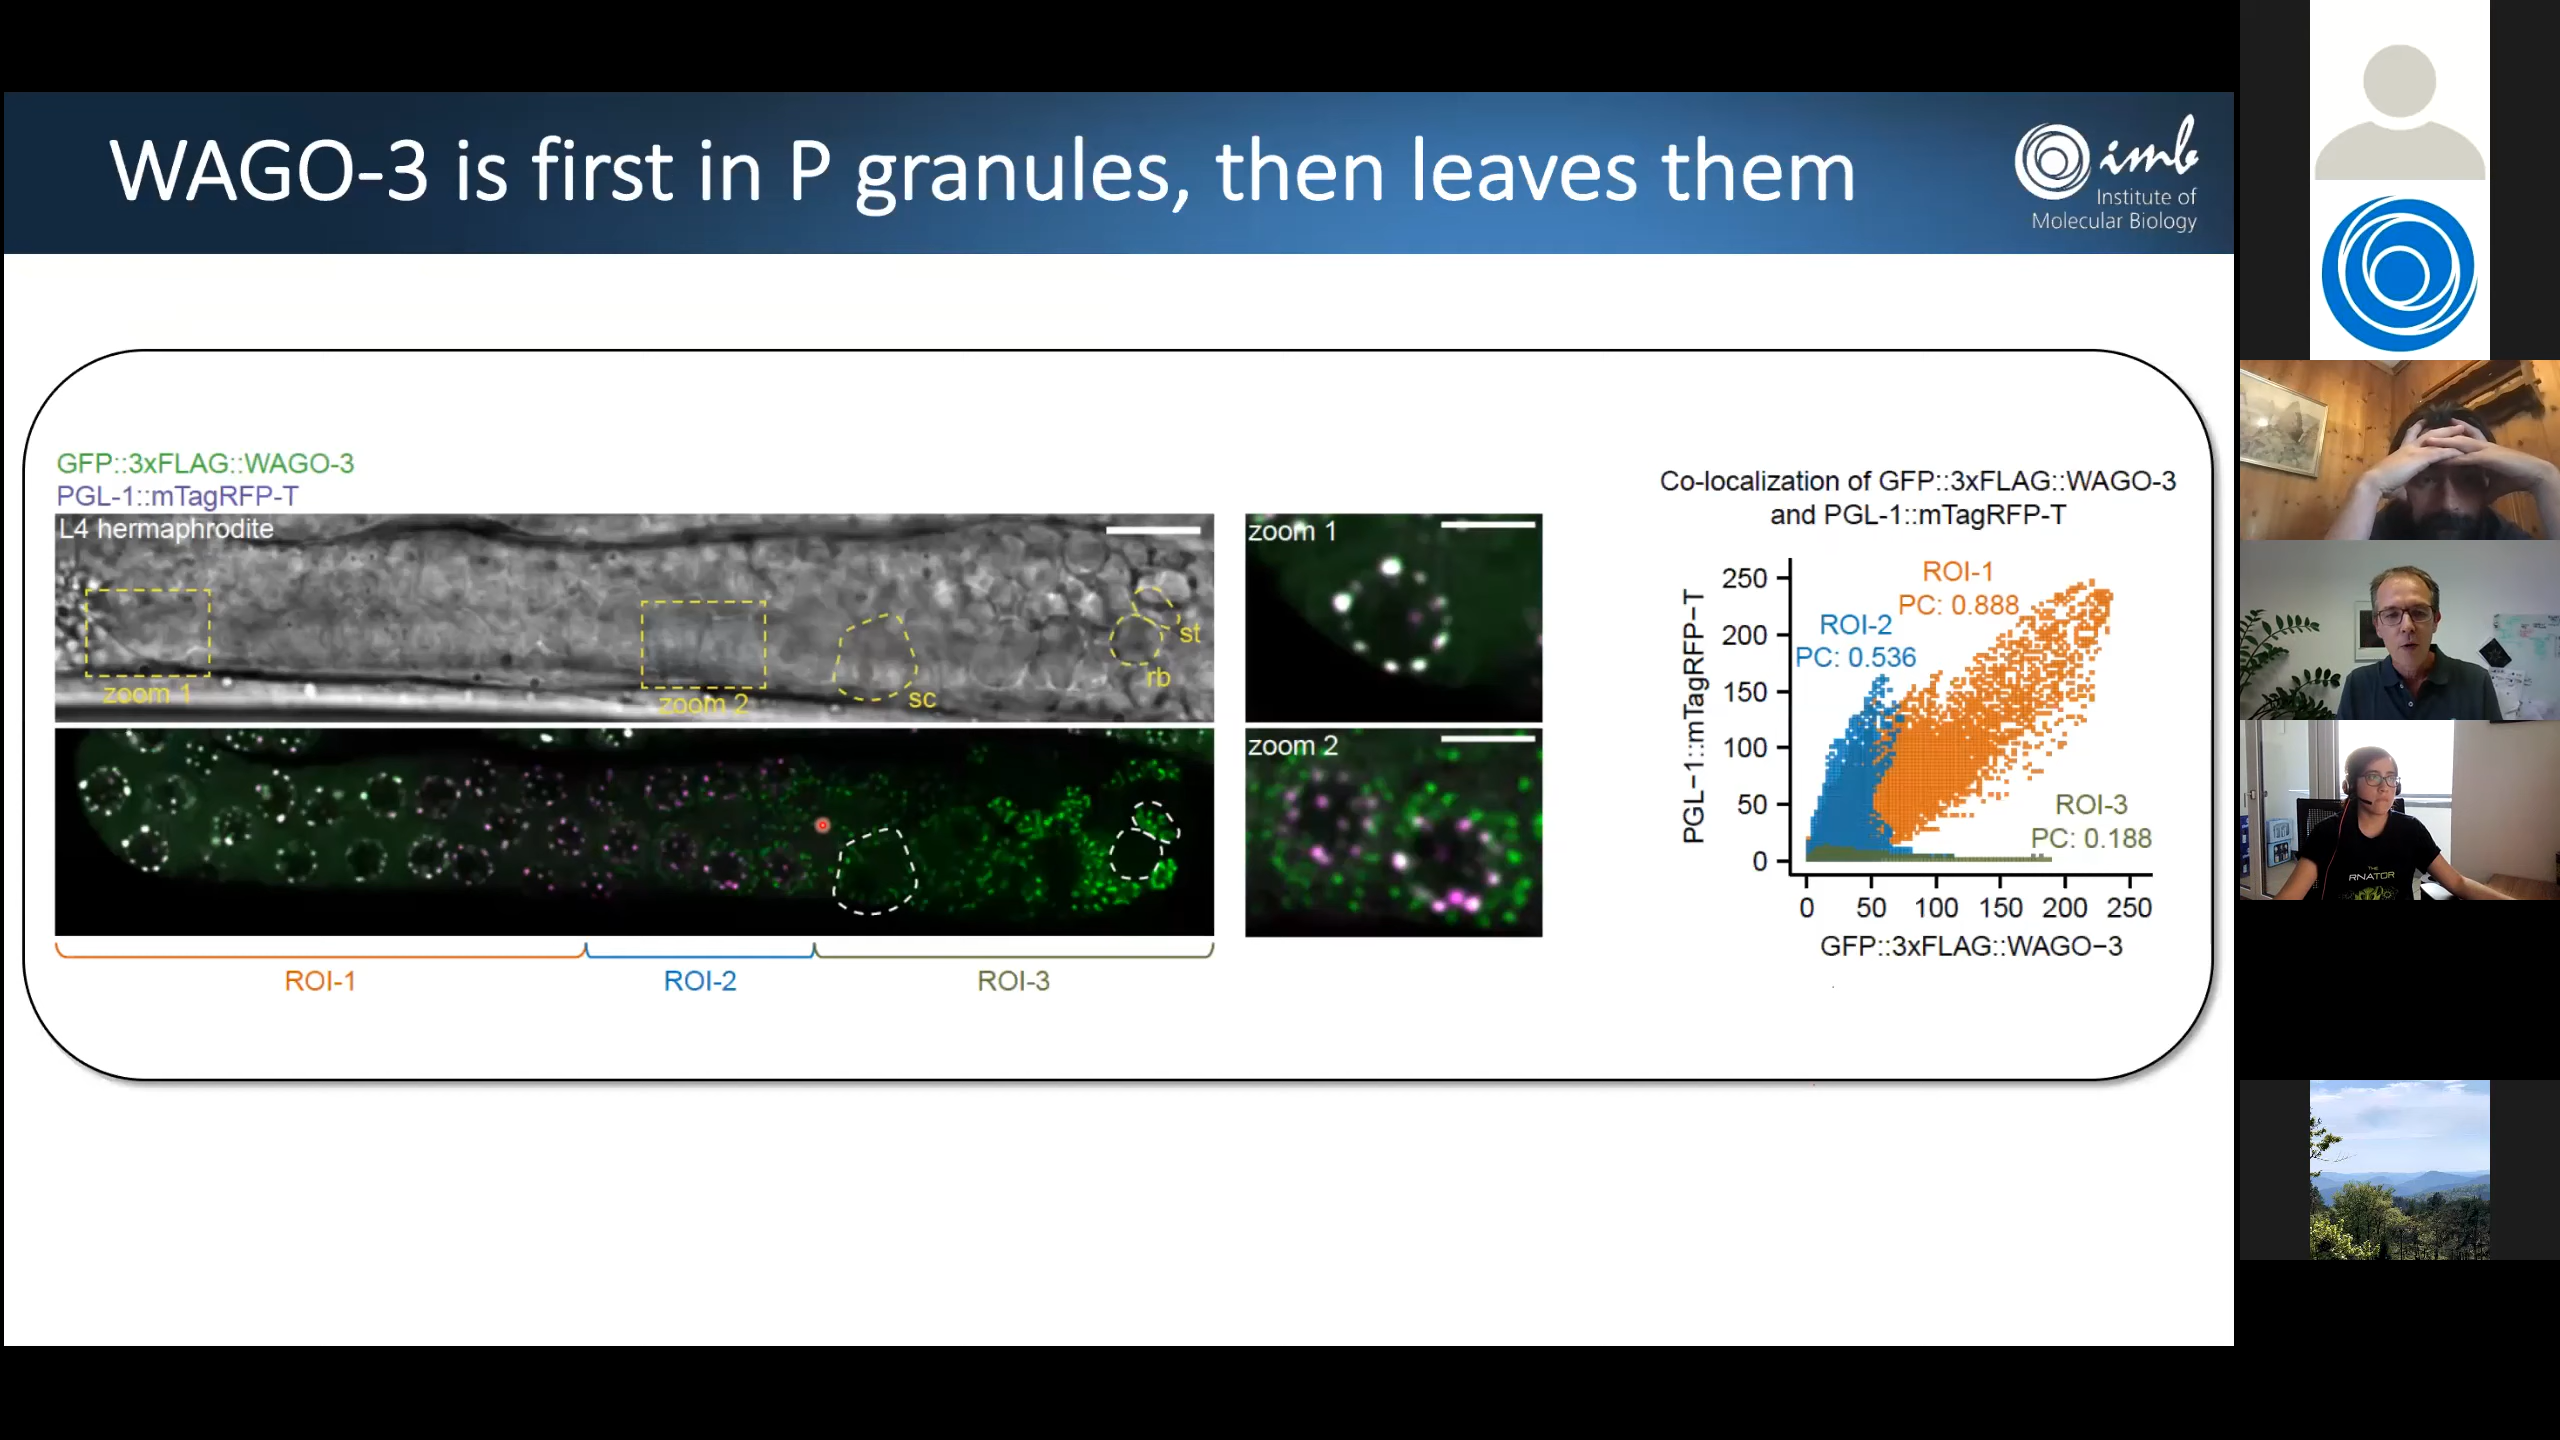 WAGO-3 is first in P granules, then leaves them
imb
Institute of
Molecular Biology
GFP::3xFLAG::WAGO-3
PGL-1::mTagRFP-T
L4 hermaphrodite
zoom 1
zoom 2
sc
st
rb
ROI-1
ROI-2
ROI-3
zoom 1
zoom 2
Co-localization of GFP::3xFLAG::WAGO-3
and PGL-1::mTagRFP-T
ROI-1
PC: 0.888
ROI-2
PC: 0.536
ROI-3
PC: 0.188
PGL−1::mTagRFP−T
250
200
150
100
50
0
0 50 100 150 200 250
GFP::3xFLAG::WAGO−3
THE
RNATOR